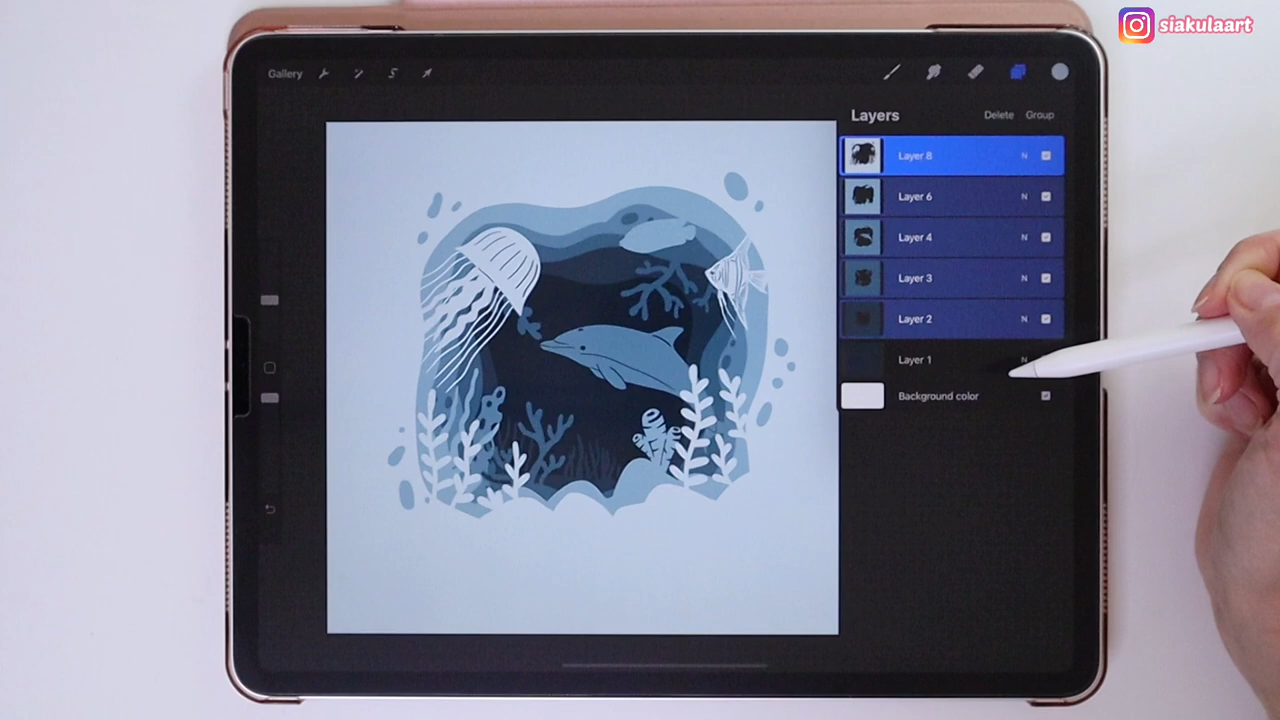 siakulaart
Gallery
Layers Delete Group
Layer 8 N
Layer 6 N
Layer 4 N
Layer 3 N
Layer 2 N
Layer 1 N
Background color